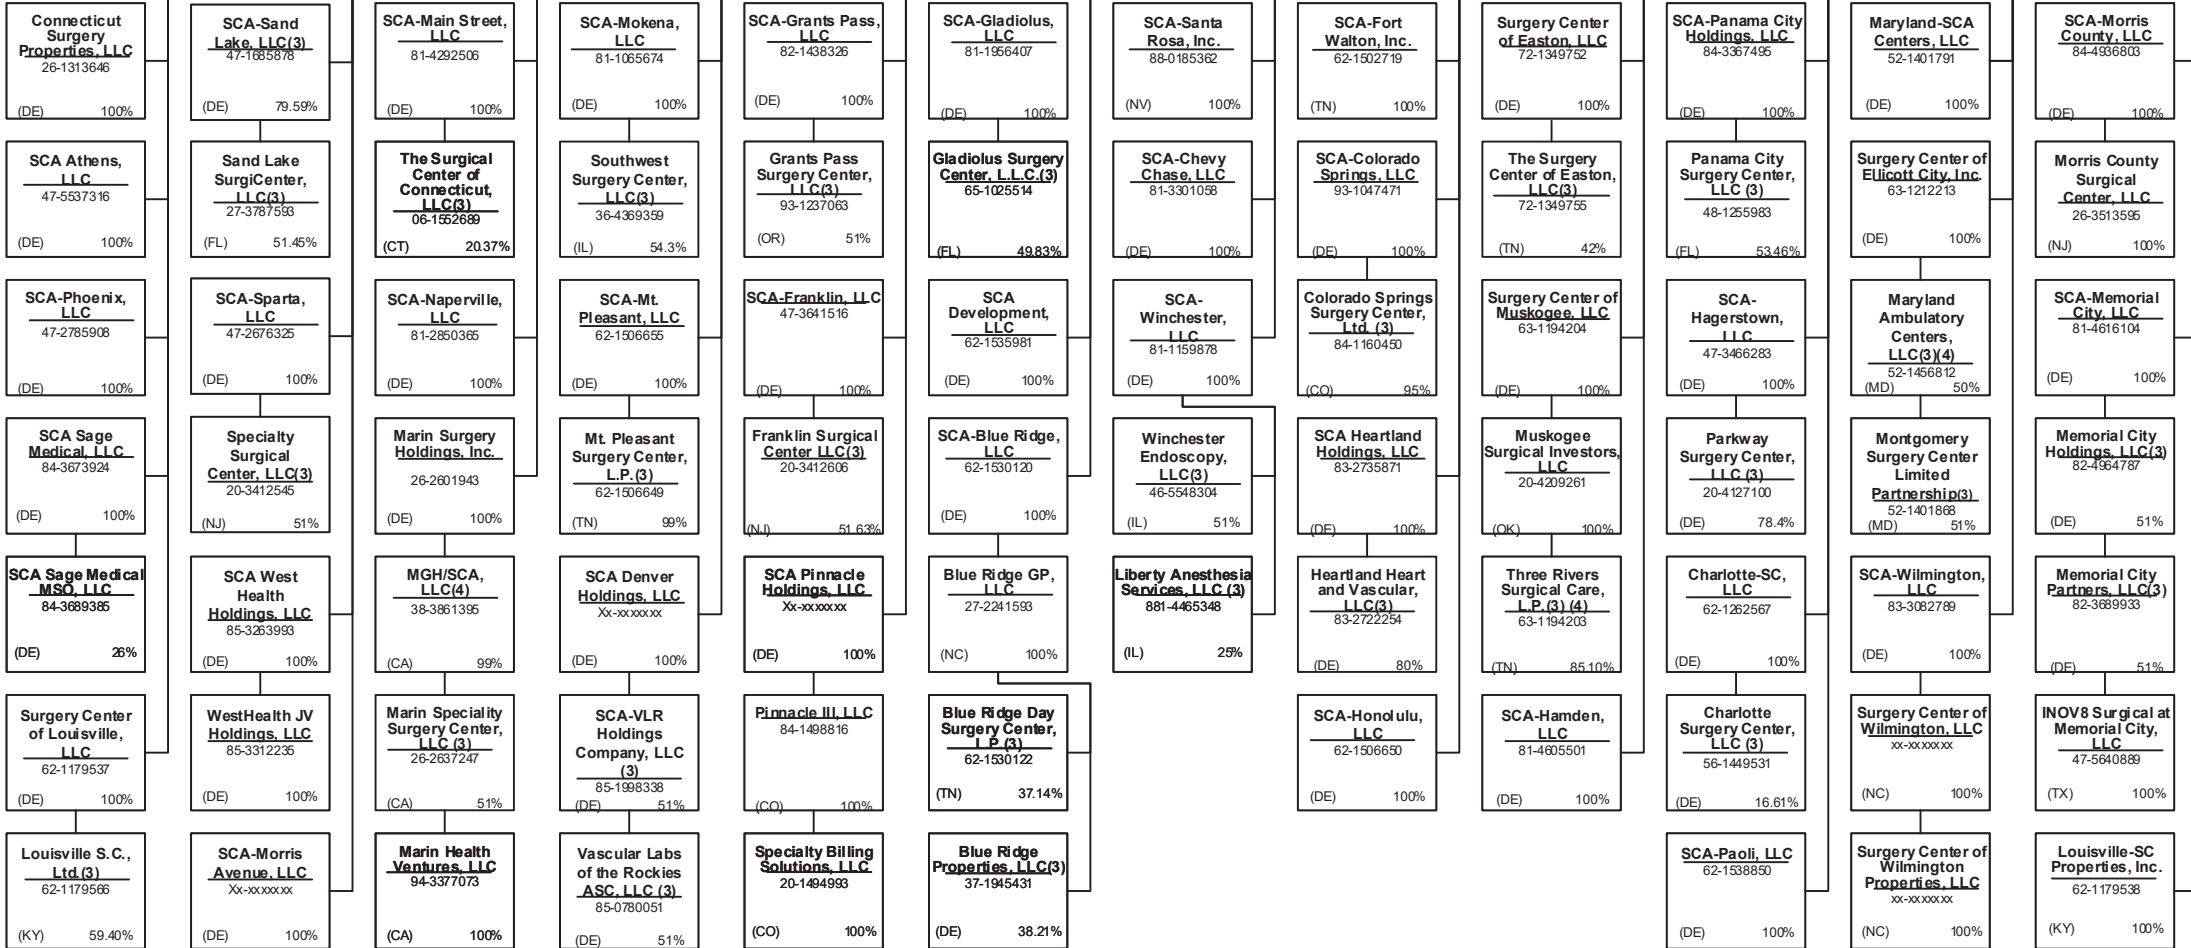 Connecticut
Surgery
Properties, LLC
26-1313646
(DE) 100%
SCA Athens,
LLC
47-5537316
(DE) 100%
SCA-Phoenix,
LLC
47-2785908
(DE) 100%
SCA Sage
Medical, LLC
84-3673924
(DE) 100%
SCA Sage Medical
MSO, LLC
84-3689385
(DE) 26%
Surgery Center
of Louisville,
LLC
62-1179537
(DE) 100%
Louisville S.C.,
Ltd.(3)
62-1179566
(KY) 59.40%
SCA-Sand
Lake, LLC(3)
47-1685878
(DE) 79.59%
Sand Lake
SurgiCenter,
LLC(3)
27-3787593
(FL) 51.45%
SCA-Sparta,
LLC
47-2676325
(DE) 100%
Specialty
Surgical
Center, LLC(3)
20-3412545
(NJ) 51%
SCA West
Health
Holdings, LLC
85-3263993
(DE) 100%
WestHealth JV
Holdings, LLC
85-3312235
(DE) 100%
SCA-Morris
Avenue, LLC
Xx-xxxxxxx
(DE) 100%
SCA-Main Street,
LLC
81-4292506
(DE) 100%
The Surgical
Center of
Connecticut,
LLC(3)
06-1552689
(CT) 20.37%
SCA-Naperville,
LLC
81-2850365
(DE) 100%
Marin Surgery
Holdings, Inc.
26-2601943
(DE) 100%
MGH/SCA,
LLC(4)
38-3861395
(CA) 99%
Marin Speciality
Surgery Center,
LLC (3)
26-2637247
(CA) 51%
Marin Health
Ventures, LLC
94-3377073
(CA) 100%
SCA-Mokena,
LLC
81-1065674
(DE) 100%
Southwest
Surgery Center,
LLC(3)
36-4369359
(IL) 54.3%
SCA-Mt.
Pleasant, LLC
62-1506655
(DE) 100%
Mt. Pleasant
Surgery Center,
L.P.(3)
62-1506649
(TN) 99%
SCA Denver
Holdings, LLC
Xx-xxxxxxx
(DE) 100%
SCA-VLR
Holdings
Company, LLC
(3)
85-1998338
(DE) 51%
Vascular Labs
of the Rockies
ASC, LLC (3)
85-0780051
(DE) 51%
SCA-Grants Pass,
LLC
82-1438326
(DE) 100%
Grants Pass
Surgery Center,
LLC(3)
93-1237063
(OR) 51%
SCA-Franklin, LLC
47-3641516
(DE) 100%
Franklin Surgical
Center LLC(3)
20-3412606
(NJ) 51.63%
SCA Pinnacle
Holdings, LLC
Xx-xxxxxxx
(DE) 100%
Pinnacle III, LLC
84-1498816
(CO) 100%
Specialty Billing
Solutions, LLC
20-1494993
(CO) 100%
SCA-Gladiolus,
LLC
81-1956407
(DE) 100%
Gladiolus Surgery
Center, L.L.C.(3)
65-1025514
(FL) 49.83%
SCA
Development,
LLC
62-1535981
(DE) 100%
SCA-Blue Ridge,
LLC
62-1530120
(DE) 100%
Blue Ridge GP,
LLC
27-2241593
(NC) 100%
Blue Ridge Day
Surgery Center,
L.P.(3)
62-1530122
(TN) 37.14%
Blue Ridge
Properties, LLC(3)
37-1945431
(DE) 38.21%
SCA-Santa
Rosa, Inc.
88-0185362
(NV) 100%
SCA-Chevy
Chase, LLC
81-3301058
(DE) 100%
SCA-
Winchester,
LLC
81-1159878
(DE) 100%
Winchester
Endoscopy,
LLC(3)
46-5548304
(IL) 51%
Liberty Anesthesia
Services, LLC (3)
881-4465348
(IL) 25%
SCA-Fort
Walton, Inc.
62-1502719
(TN) 100%
SCA-Colorado
Springs, LLC
93-1047471
(DE) 100%
Colorado Springs
Surgery Center,
Ltd. (3)
84-1160450
(CO) 95%
SCA Heartland
Holdings, LLC
83-2735871
(DE) 100%
Heartland Heart
and Vascular,
LLC(3)
83-2722254
(DE) 80%
SCA-Honolulu,
LLC
62-1506650
(DE) 100%
Surgery Center
of Easton, LLC
72-1349752
(DE) 100%
The Surgery
Center of Easton,
LLC(3)
72-1349755
(TN) 42%
Surgery Center of
Muskogee, LLC
63-1194204
(DE) 100%
Muskogee
Surgical Investors,
LLC
20-4209261
(OK) 100%
Three Rivers
Surgical Care,
L.P.(3) (4)
63-1194203
(TN) 85.10%
SCA-Hamden,
LLC
81-4605501
(DE) 100%
SCA-Panama City
Holdings, LLC
84-3367495
(DE) 100%
Panama City
Surgery Center,
LLC (3)
48-1255983
(FL) 53.46%
SCA-
Hagerstown,
LLC
47-3466283
(DE) 100%
Parkway
Surgery Center,
LLC (3)
20-4127100
(DE) 78.4%
Charlotte-SC,
LLC
62-1262567
(DE) 100%
Charlotte
Surgery Center,
LLC (3)
56-1449531
(DE) 16.61%
SCA-Paoli, LLC
62-1538850
(DE) 100%
Maryland-SCA
Centers, LLC
52-1401791
(DE) 100%
Surgery Center of
Ellicott City, Inc.
63-1212213
(DE) 100%
Maryland
Ambulatory
Centers,
LLC(3)(4)
52-1456812
(MD) 50%
Montgomery
Surgery Center
Limited
Partnership(3)
52-1401868
(MD) 51%
SCA-Wilmington,
LLC
83-3082789
(DE) 100%
Surgery Center of
Wilmington, LLC
xx-xxxxxxx
(NC) 100%
Surgery Center of
Wilmington
Properties, LLC
xx-xxxxxxx
(NC) 100%
SCA-Morris
County, LLC
84-4936803
(DE) 100%
Morris County
Surgical
Center, LLC
26-3513595
(NJ) 100%
SCA-Memorial
City, LLC
81-4616104
(DE) 100%
Memorial City
Holdings, LLC(3)
82-4964787
(DE) 51%
Memorial City
Partners, LLC(3)
82-3689933
(DE) 51%
INOV8 Surgical at
Memorial City,
LLC
47-5640889
(TX) 100%
Louisville-SC
Properties, Inc.
62-1179538
(KY) 100%